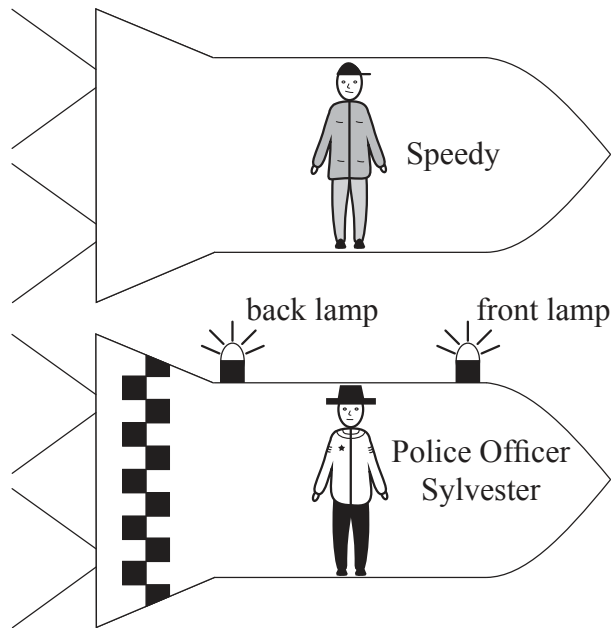 Speedy
back lamp
front lamp
Police Officer
Sylvester